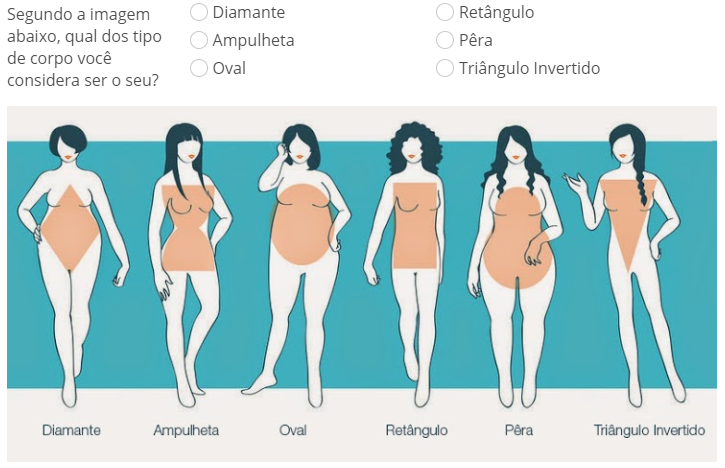 Segundo a imagem
abaixo, qual dos tipo
de corpo você
considera ser o seu?
Diamante
Ampulheta
Oval
Retângulo
Pêra
Triângulo Invertido
Diamante
Ampulheta
Oval
Retângulo
Pêra
Triângulo Invertido